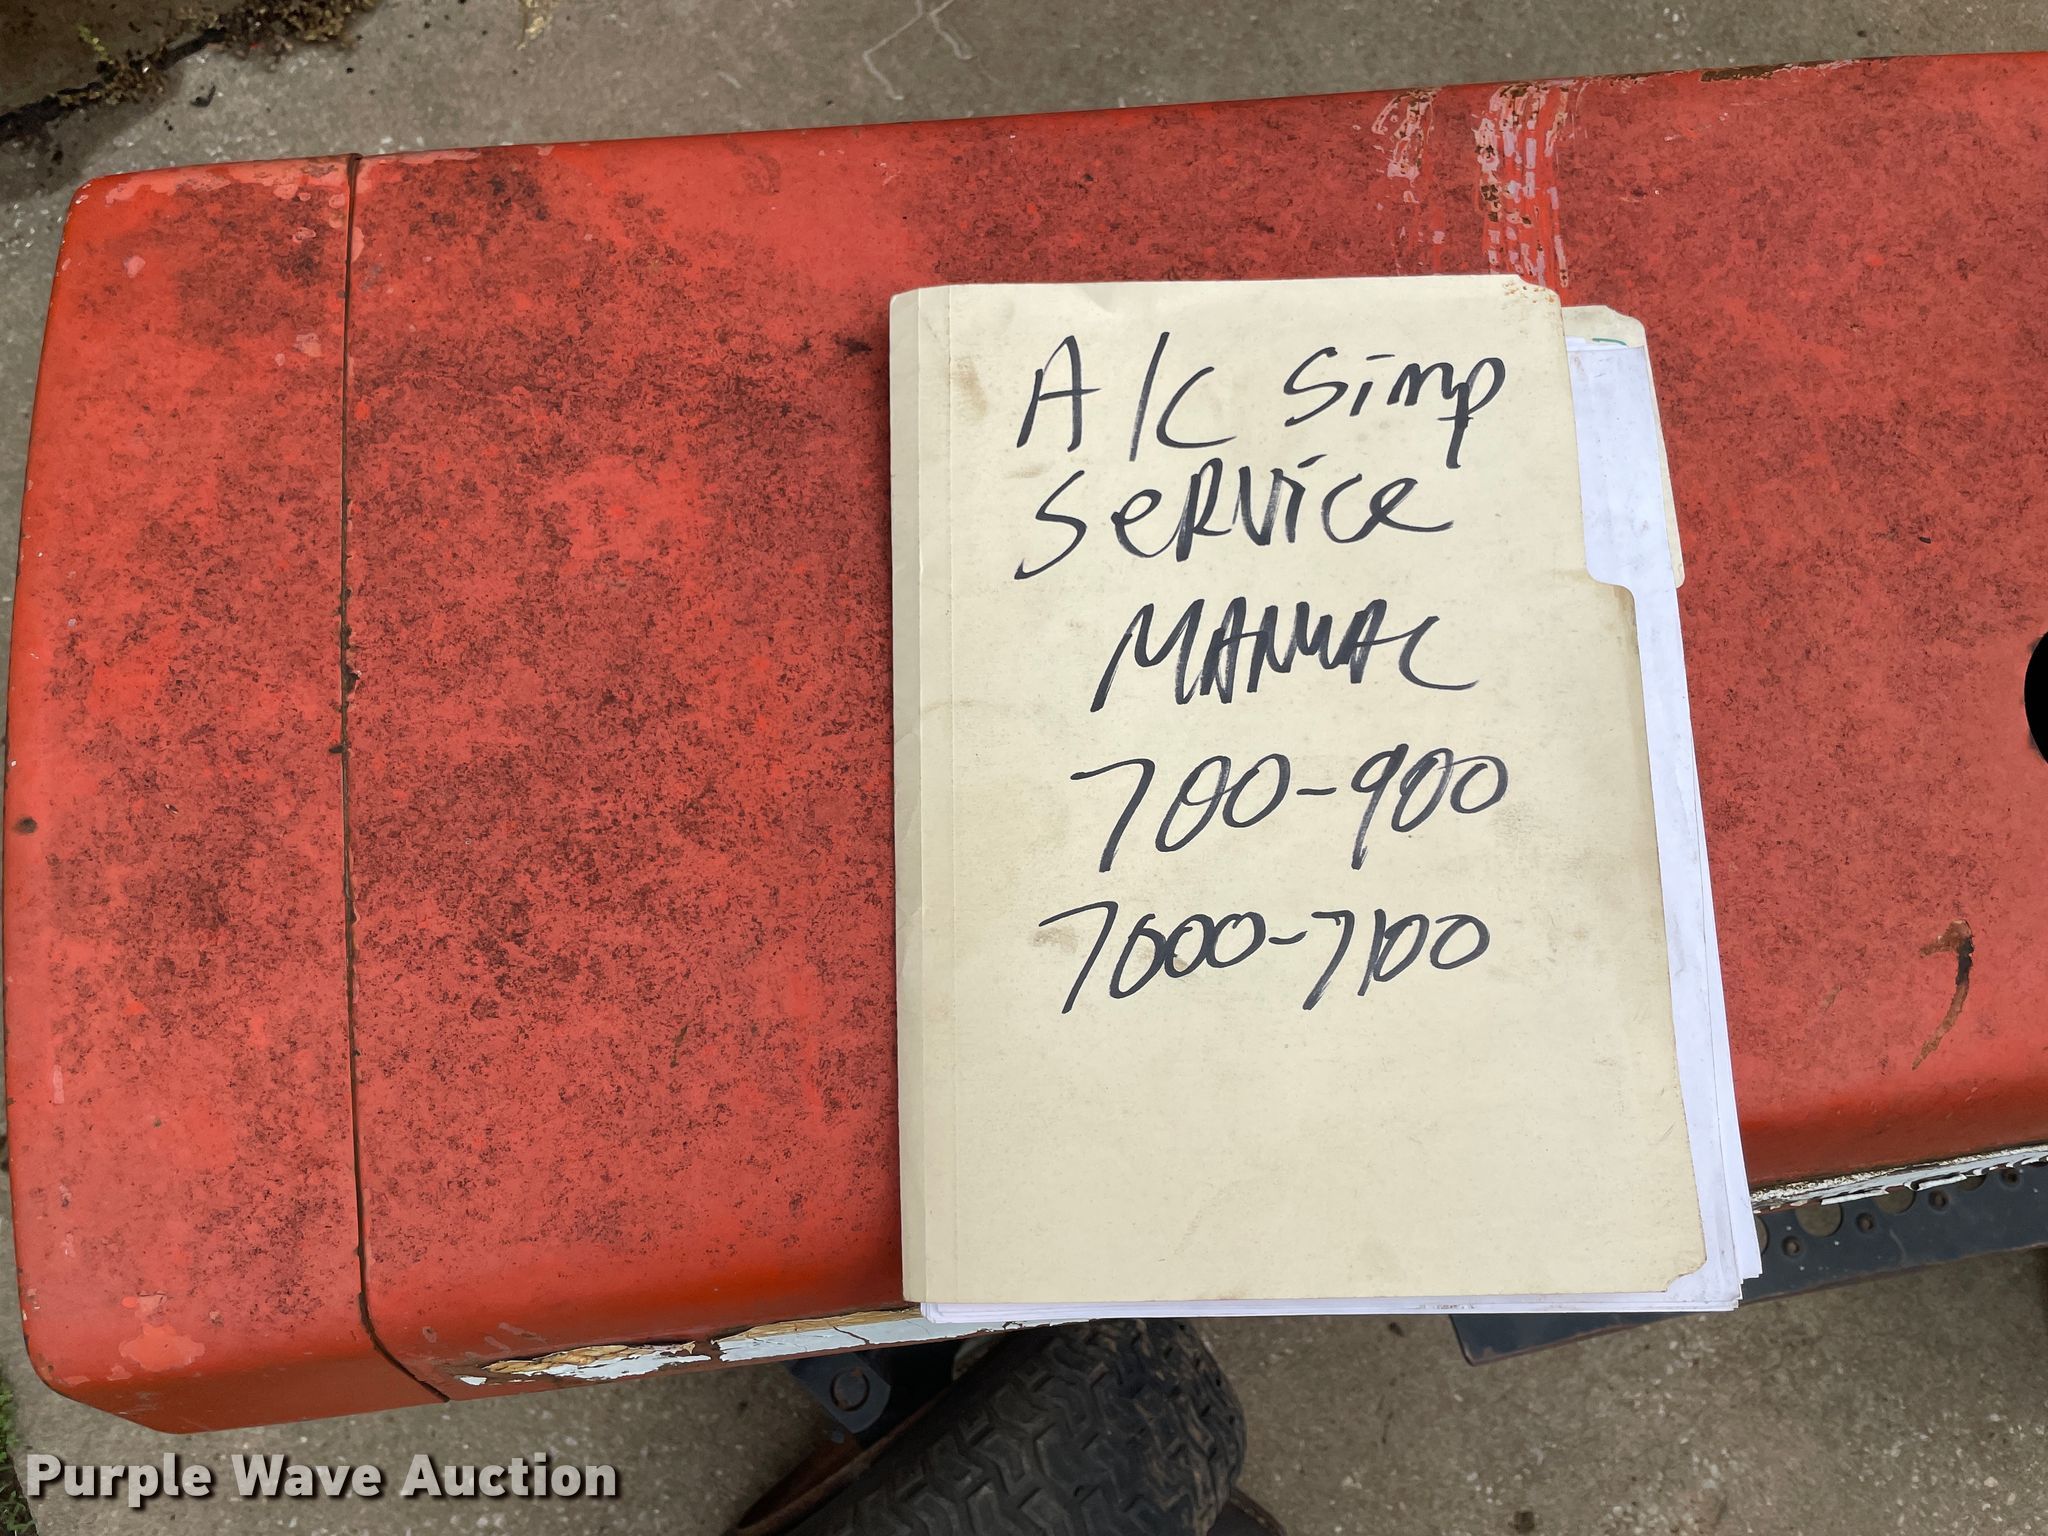 A/C Simp
Service
MANUAL
700-900
7000-7100
Purple Wave Auction